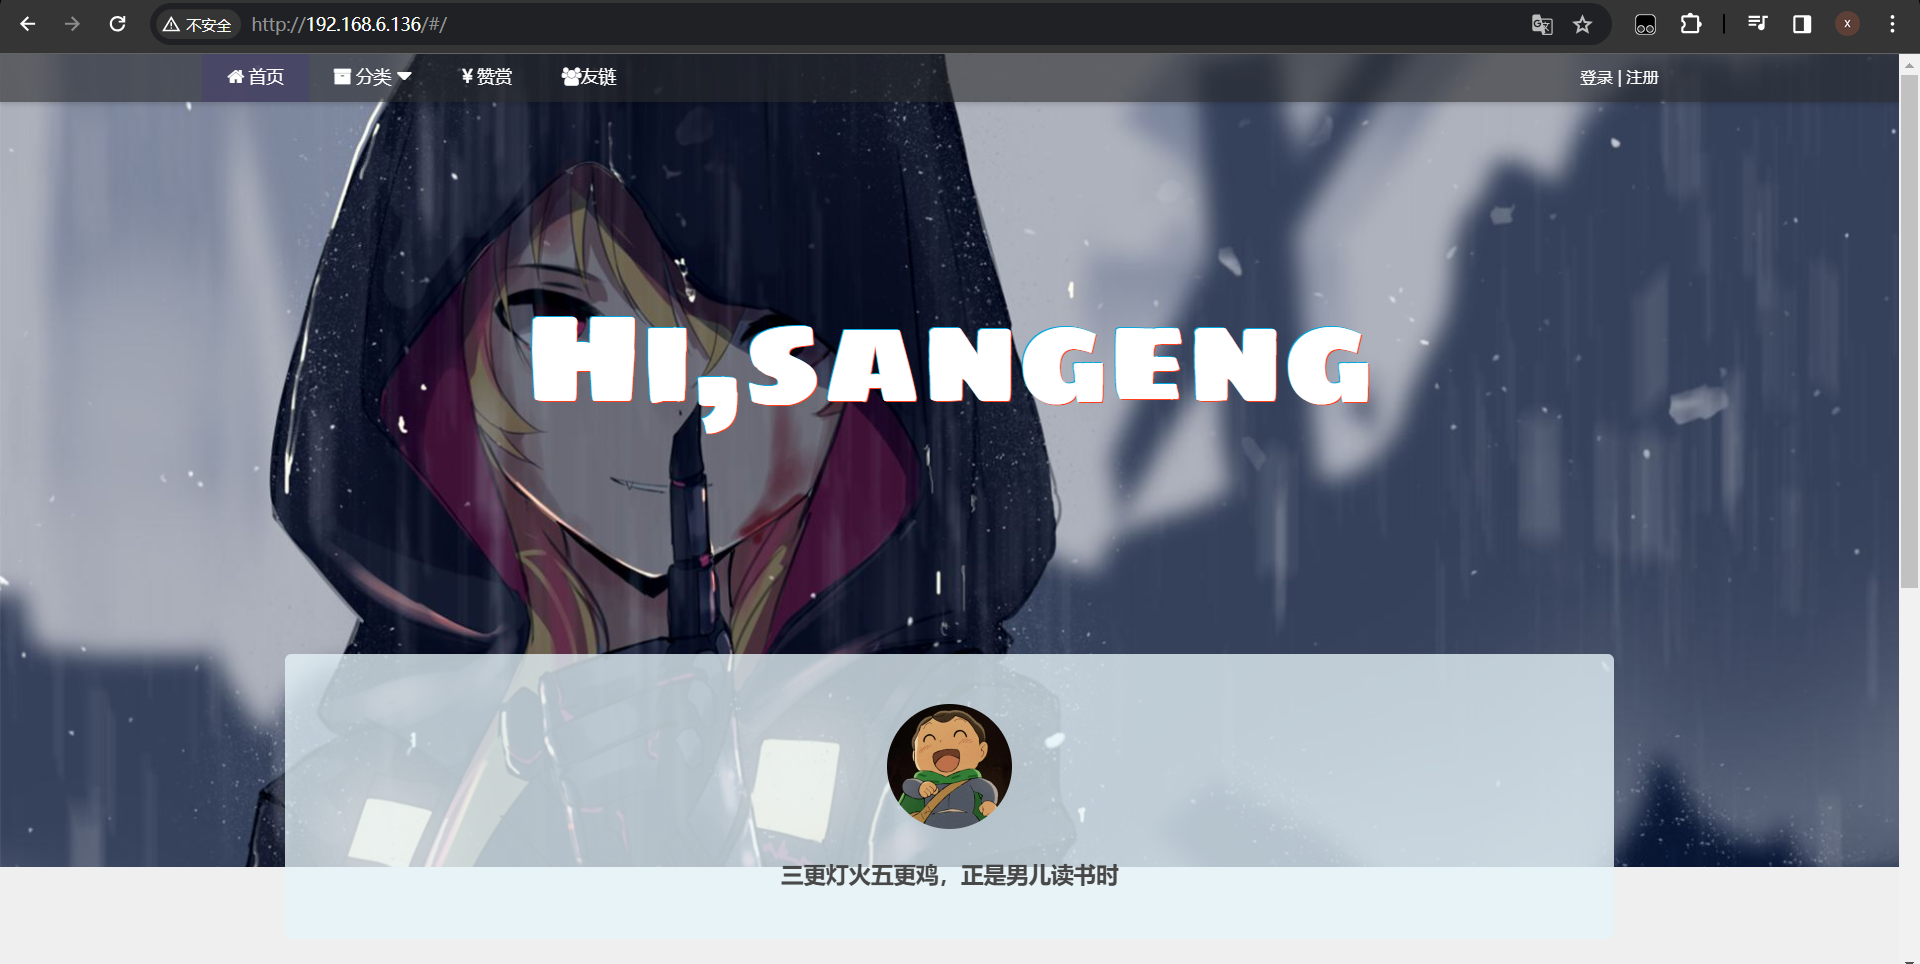 不安全 http://192.168.6.136/#/
X
首页 分类 ¥赞赏 友链 登录 | 注册
Hi,sangeng
三更灯火五更鸡，正是男儿读书时